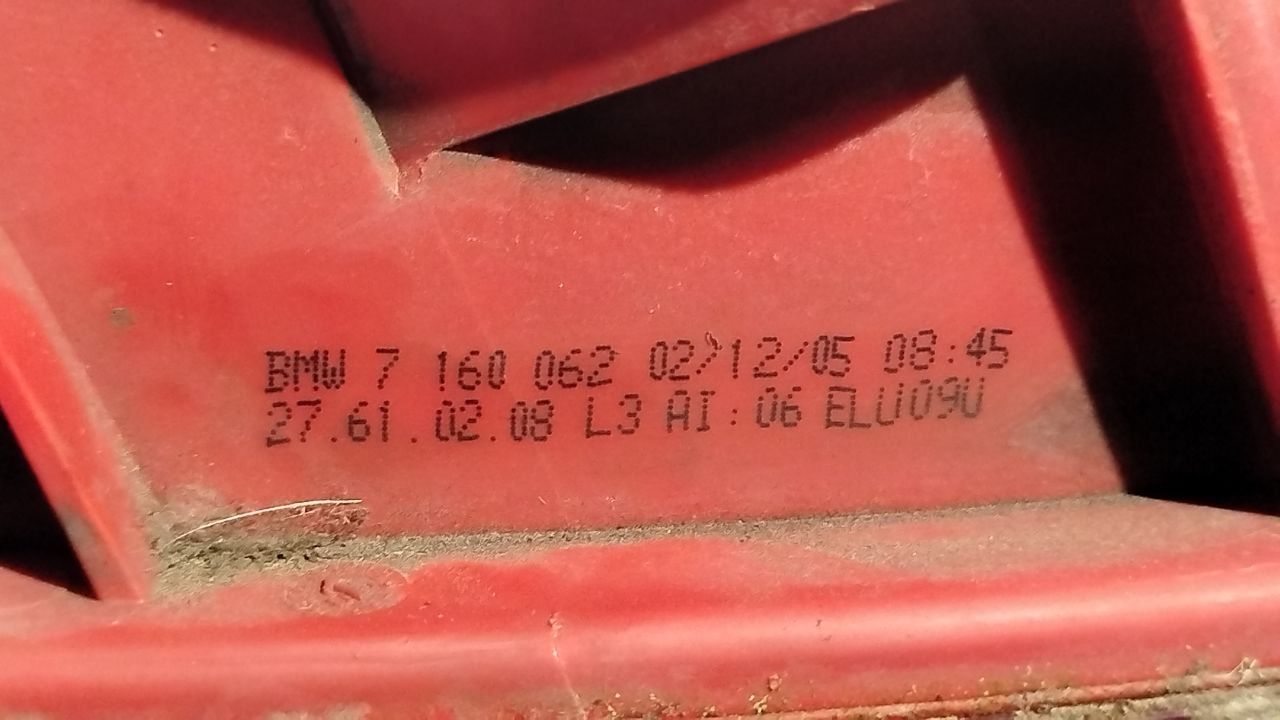 BMW 7 160 062 02/12/05 08:45
27.61.02.08 L3 AI:06 ELU09U